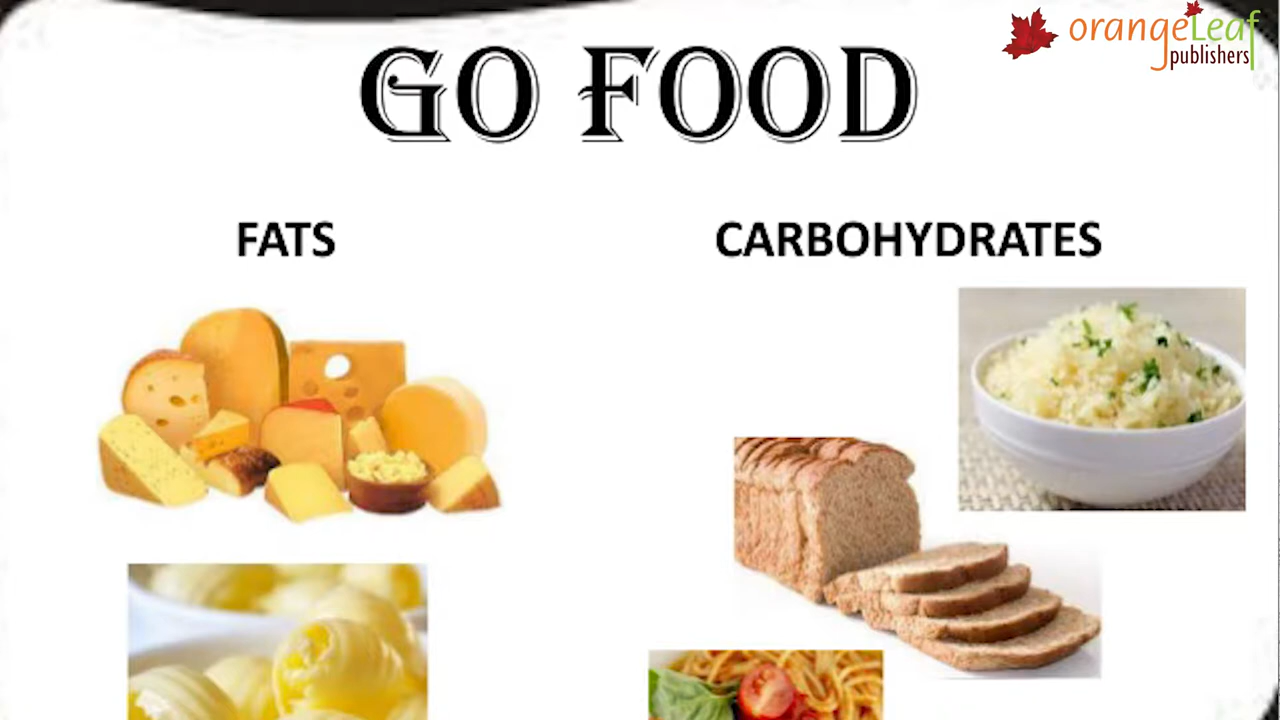 orangeLeaf
publishers
GO FOOD
FATS
CARBOHYDRATES